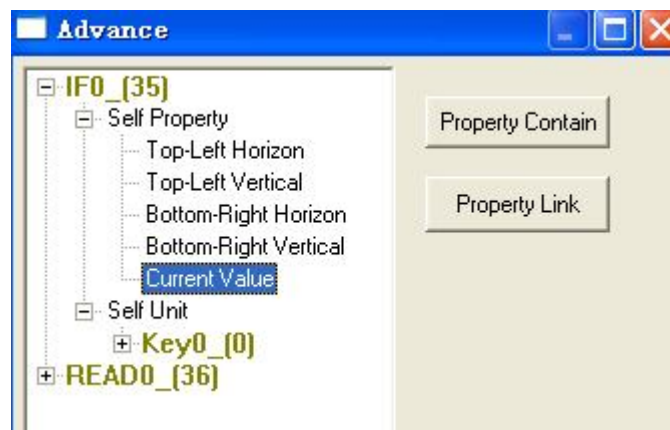 Advance
IF0_(35)
Self Property
Top-Left Horizon
Top-Left Vertical
Bottom-Right Horizon
Bottom-Right Vertical
Current Value
Self Unit
Key0_(0)
READ0_(36)
Property Contain
Property Link